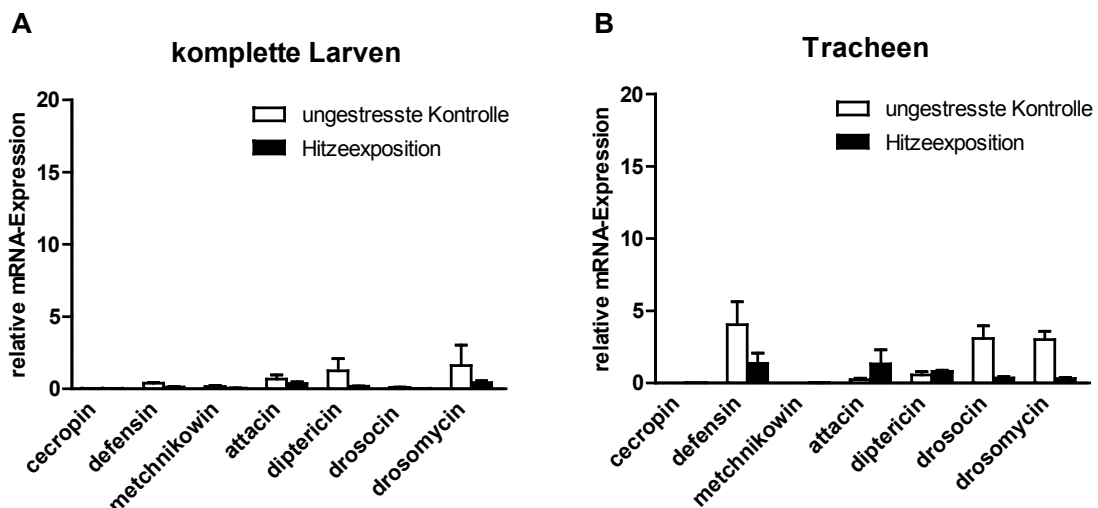 A
komplette Larven
relative mRNA-Expression
20
15
10
5
0
ungestresste Kontrolle
Hitzeexposition
cecropin
defensin
metchnikowin
attacin
diptericin
drosocin
drosomycin
B
Tracheen
relative mRNA-Expression
20
15
10
5
0
ungestresste Kontrolle
Hitzeexposition
cecropin
defensin
metchnikowin
attacin
diptericin
drosocin
drosomycin